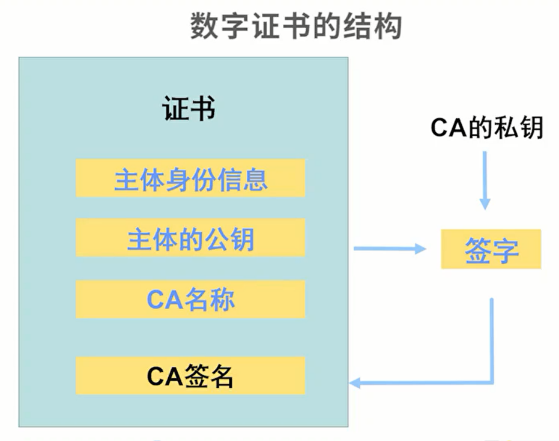 数字证书的结构
证书
CA的私钥
主体身份信息
主体的公钥
签字
CA名称
CA签名